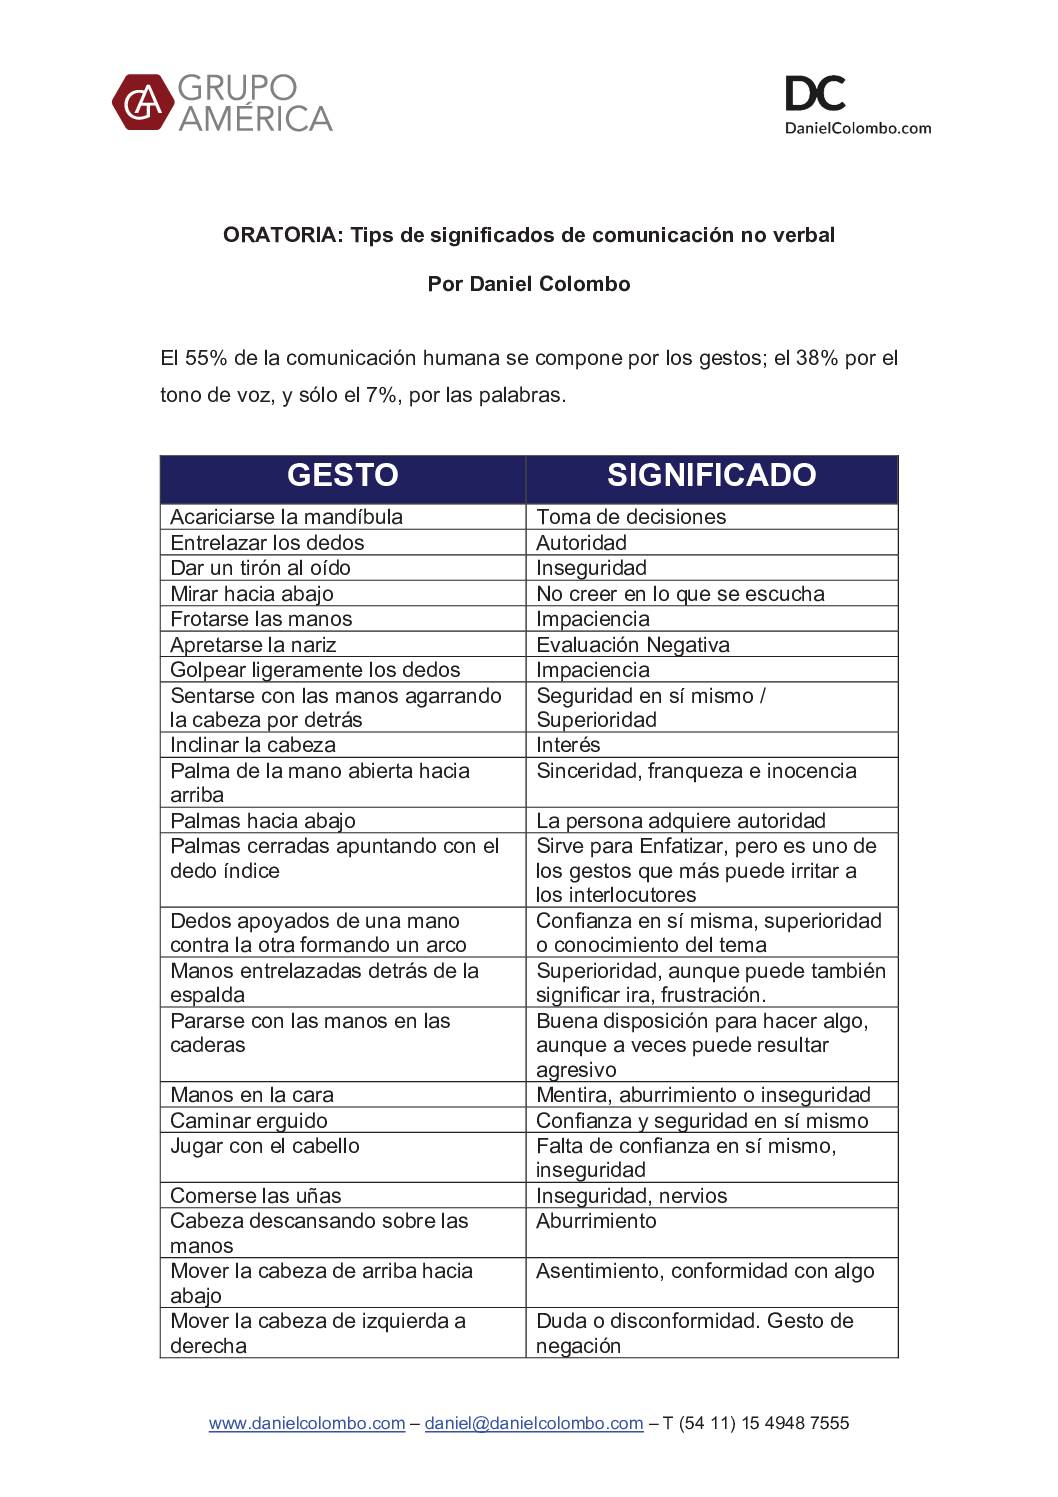 GRUPO
AMÉRICA
DC
DanielColombo.com
ORATORIA: Tips de significados de comunicación no verbal
Por Daniel Colombo
El 55% de la comunicación humana se compone por los gestos; el 38% por el
tono de voz, y sólo el 7%, por las palabras.
GESTO SIGNIFICADO
Acariciarse la mandíbula Toma de decisiones
Entrelazar los dedos Autoridad
Dar un tirón al oído Inseguridad
Mirar hacia abajo No creer en lo que se escucha
Frotarse las manos Impaciencia
Apretarse la nariz Evaluación Negativa
Golpear ligeramente los dedos Impaciencia
Sentarse con las manos agarrando Seguridad en sí mismo /
la cabeza por detrás Superioridad
Inclinar la cabeza Interés
Palma de la mano abierta hacia Sinceridad, franqueza e inocencia
arriba
Palmas hacia abajo La persona adquiere autoridad
Palmas cerradas apuntando con el Sirve para Enfatizar, pero es uno de
dedo índice los gestos que más puede irritar a
los interlocutores
Dedos apoyados de una mano Confianza en sí misma, superioridad
contra la otra formando un arco o conocimiento del tema
Manos entrelazadas detrás de la Superioridad, aunque puede también
espalda significar ira, frustración.
Pararse con las manos en las Buena disposición para hacer algo,
caderas aunque a veces puede resultar
agresivo
Manos en la cara Mentira, aburrimiento o inseguridad
Caminar erguido Confianza y seguridad en sí mismo
Jugar con el cabello Falta de confianza en sí mismo,
inseguridad
Comerse las uñas Inseguridad, nervios
Cabeza descansando sobre las Aburrimiento
manos
Mover la cabeza de arriba hacia Asentimiento, conformidad con algo
abajo
Mover la cabeza de izquierda a Duda o disconformidad. Gesto de
derecha negación
www.danielcolombo.com – daniel@danielcolombo.com – T (54 11) 15 4948 7555